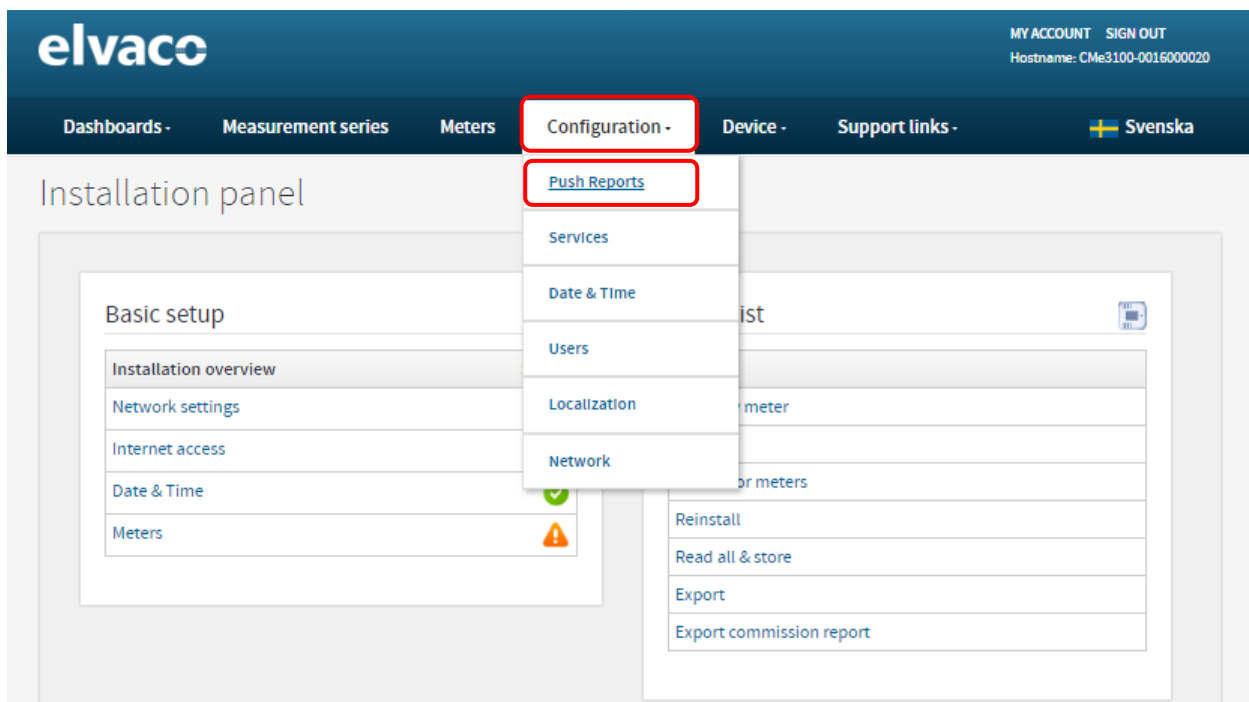 elvaco
MY ACCOUNT SIGN OUT
Hostname: CMe3100-0016000020
Dashboards Measurement series Meters Configuration Device Support links Svenska
Installation panel
Push Reports
Services
Date & Time
Users
Localization
Network
Basic setup
Installation overview
Network settings
Internet access
Date & Time
Meters
ist
meter
or meters
Reinstall
Read all & store
Export
Export commission report